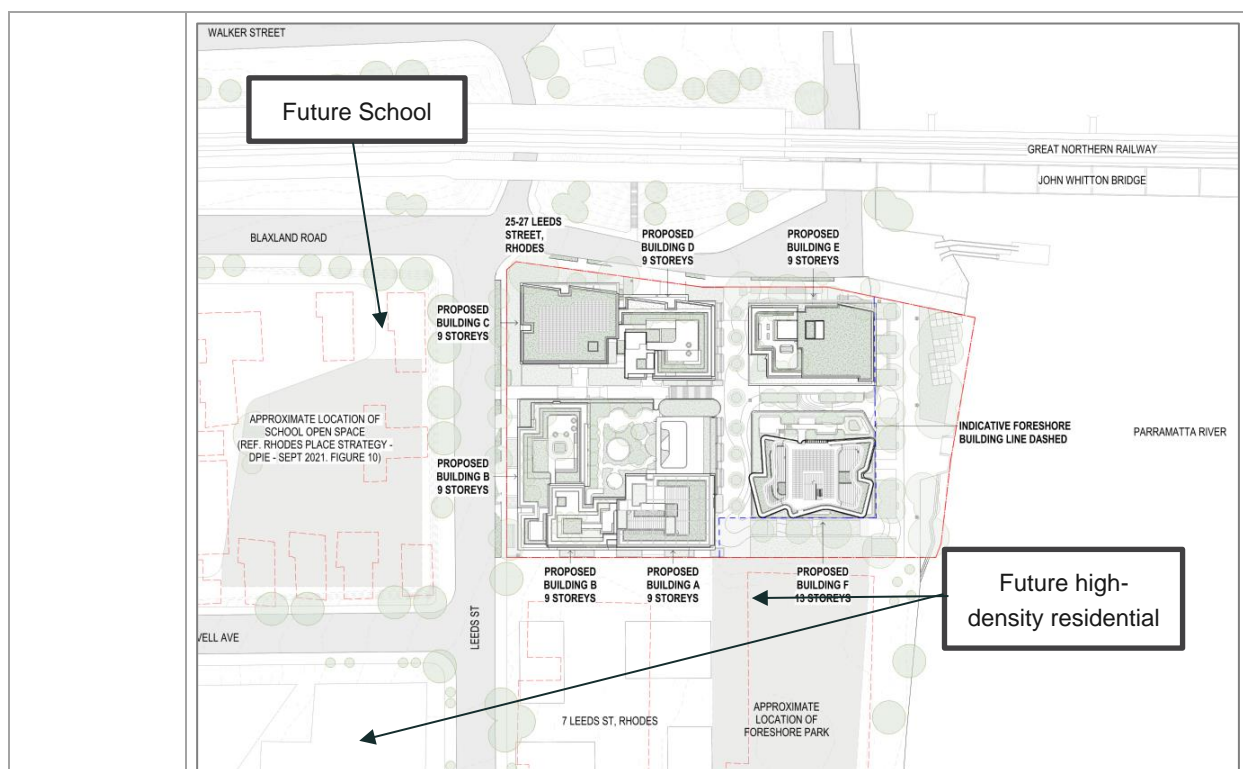 WALKER STREET
Future School
GREAT NORTHERN RAILWAY
JOHN WHITTON BRIDGE
BLAXLAND ROAD
25-27 LEEDS
STREET,
RHODES
PROPOSED
BUILDING D
9 STOREYS
PROPOSED
BUILDING E
9 STOREYS
PROPOSED
BUILDING C
9 STOREYS
APPROXIMATE LOCATION OF
SCHOOL OPEN SPACE
(REF. RHODES PLACE STRATEGY -
DPIE - SEPT 2021. FIGURE 10)
INDICATIVE FORESHORE
BUILDING LINE DASHED
PARRAMATTA RIVER
PROPOSED
BUILDING B
9 STOREYS
PROPOSED
BUILDING B
9 STOREYS
PROPOSED
BUILDING A
9 STOREYS
PROPOSED
BUILDING F
13 STOREYS
Future high-
density residential
VELL AVE
LEEDS ST
7 LEEDS ST, RHODES
APPROXIMATE
LOCATION OF
FORESHORE PARK